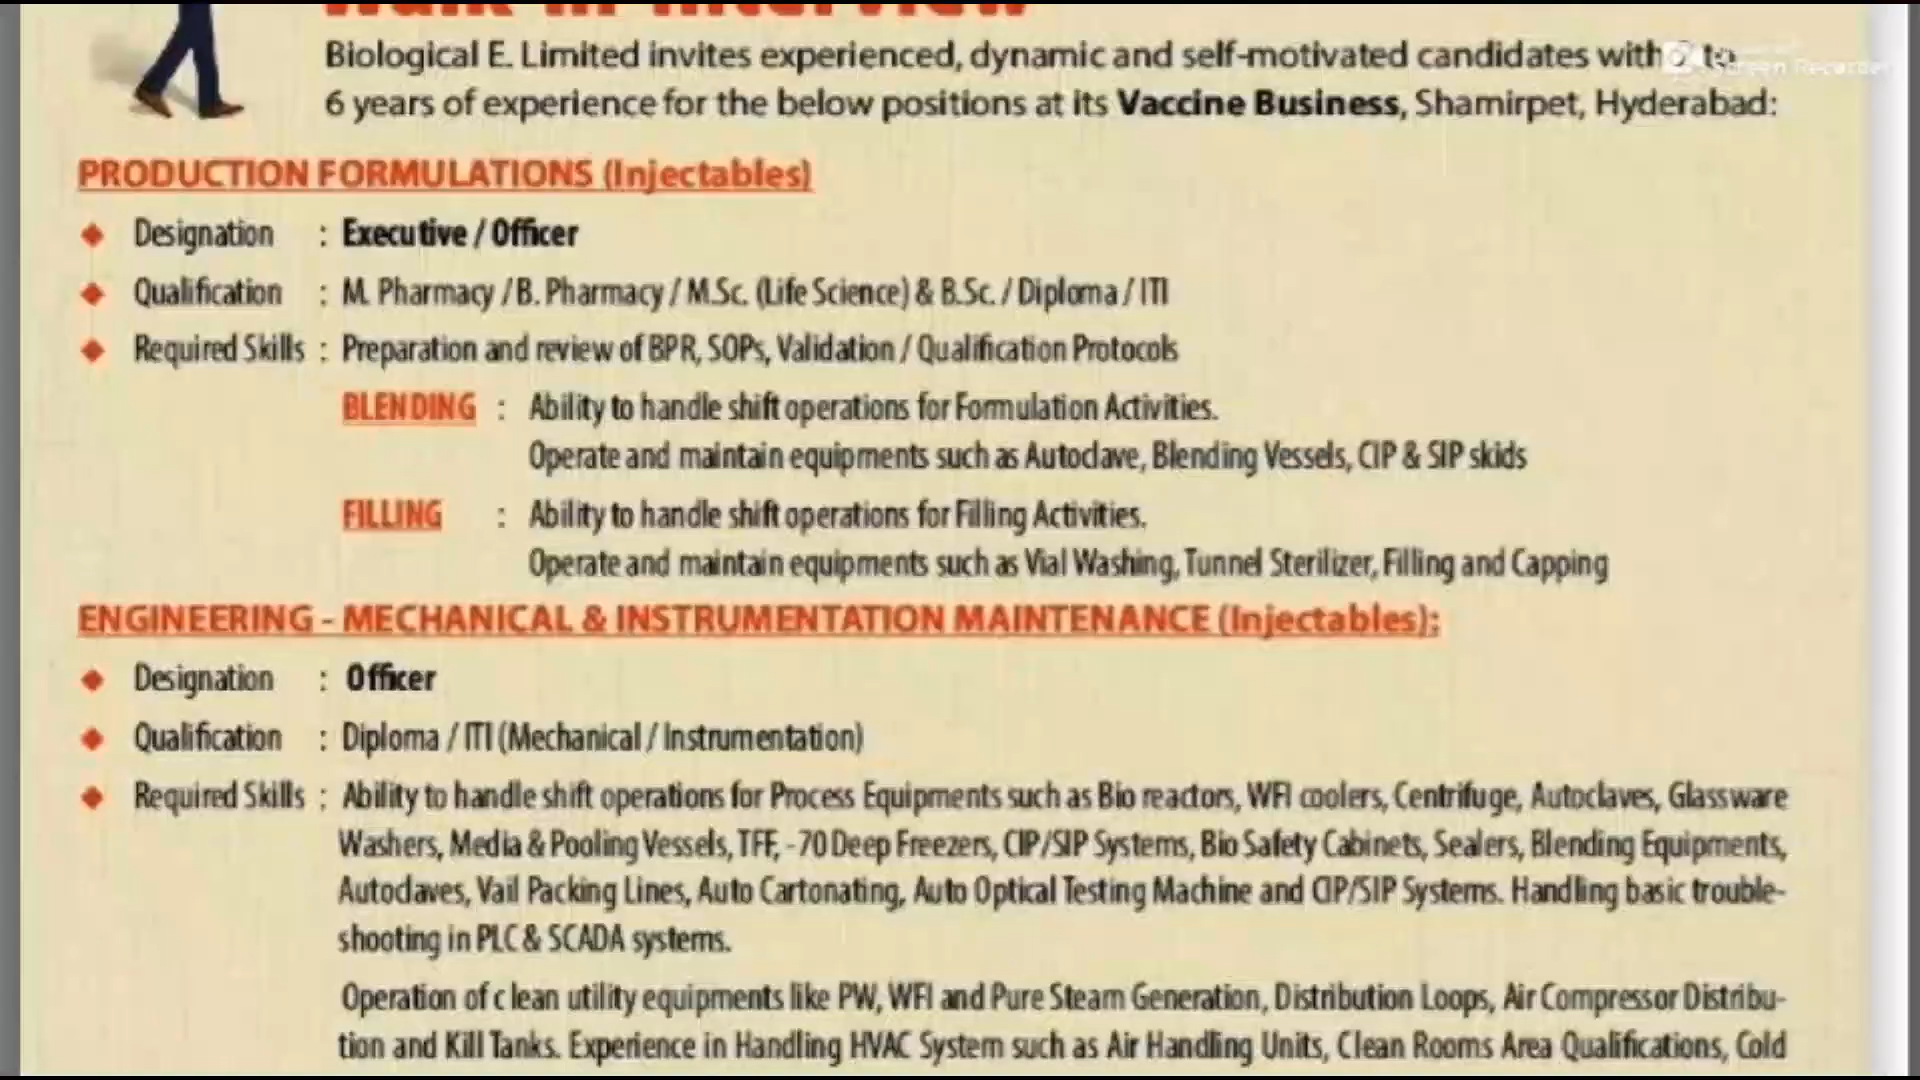 Walk-in Interview
Biological E. Limited invites experienced, dynamic and self-motivated candidates with to
Screen Recorder
6 years of experience for the below positions at its Vaccine Business, Shamirpet, Hyderabad:
PRODUCTION FORMULATIONS (Injectables)
Designation : Executive / Officer
Qualification : M. Pharmacy / B. Pharmacy / M.Sc. (Life Science) & B.Sc. / Diploma / ITI
Required Skills : Preparation and review of BPR, SOPs, Validation / Qualification Protocols
BLENDING : Ability to handle shift operations for Formulation Activities.
Operate and maintain equipments such as Autoclave, Blending Vessels, CIP & SIP skids
FILLING : Ability to handle shift operations for Filling Activities.
Operate and maintain equipments such as Vial Washing, Tunnel Sterilizer, Filling and Capping
ENGINEERING - MECHANICAL & INSTRUMENTATION MAINTENANCE (Injectables):
Designation : Officer
Qualification : Diploma / ITI (Mechanical / Instrumentation)
Required Skills : Ability to handle shift operations for Process Equipments such as Bio reactors, WFI coolers, Centrifuge, Autoclaves, Glassware
Washers, Media & Pooling Vessels, TFF, -70 Deep Freezers, CIP/SIP Systems, Bio Safety Cabinets, Sealers, Blending Equipments,
Autoclaves, Vail Packing Lines, Auto Cartonating, Auto Optical Testing Machine and CIP/SIP Systems. Handling basic trouble-
shooting in PLC & SCADA systems.
Operation of clean utility equipments like PW, WFI and Pure Steam Generation, Distribution Loops, Air Compressor Distribu-
tion and Kill Tanks. Experience in Handling HVAC System such as Air Handling Units, Clean Rooms Area Qualifications, Cold